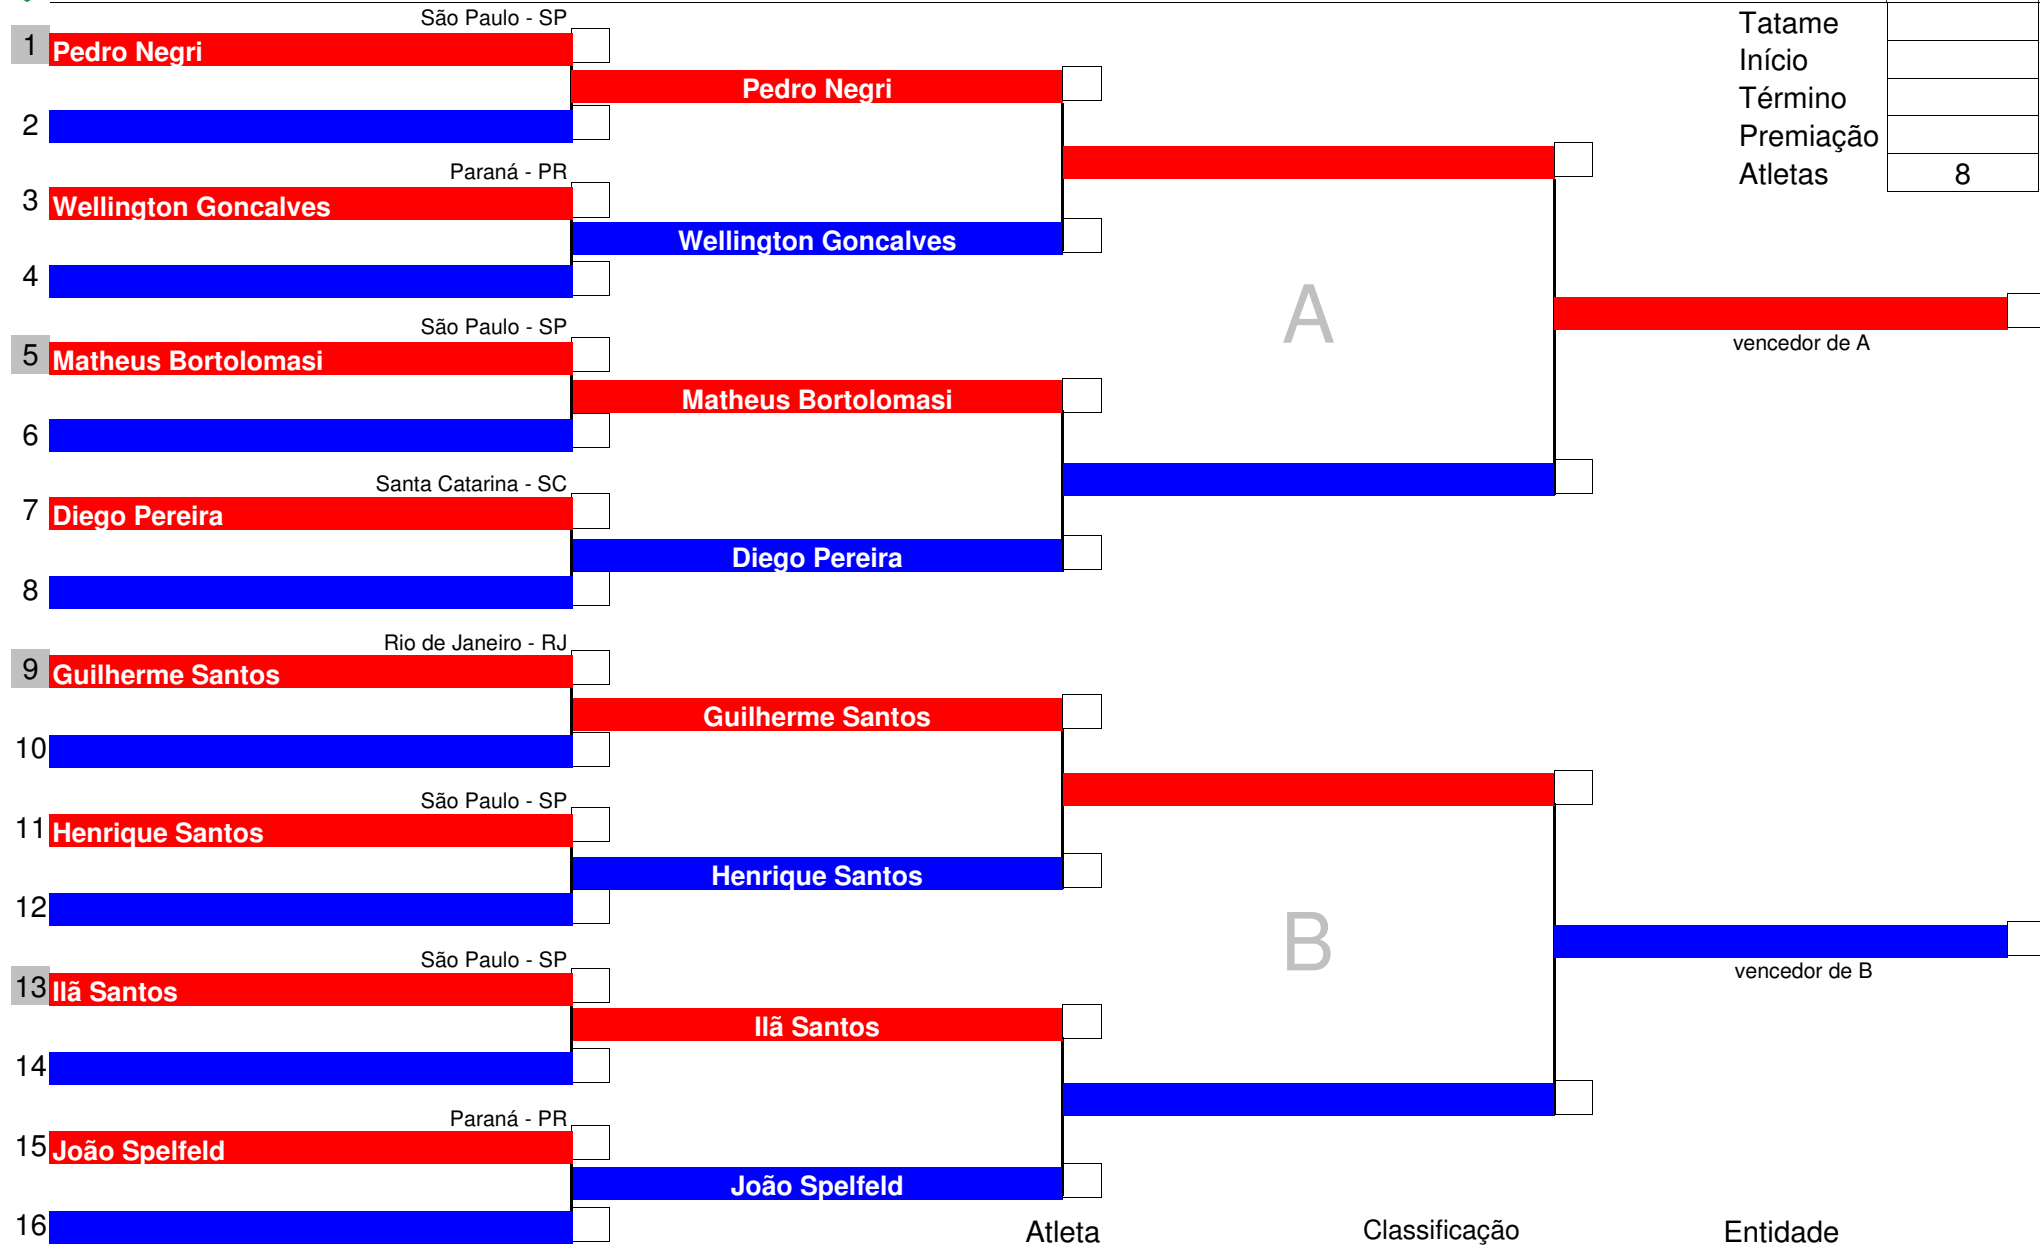 São Paulo - SP
1 Pedro Negri
Pedro Negri
2
Paraná - PR
3 Wellington Goncalves
Wellington Goncalves
4
São Paulo - SP
5 Matheus Bortolomasi
Matheus Bortolomasi
6
Santa Catarina - SC
7 Diego Pereira
Diego Pereira
8
Rio de Janeiro - RJ
9 Guilherme Santos
Guilherme Santos
10
São Paulo - SP
11 Henrique Santos
Henrique Santos
12
São Paulo - SP
13 Ilã Santos
Ilã Santos
14
Paraná - PR
15 João Spelfeld
João Spelfeld
16
A
B
vencedor de A
vencedor de B
Tatame
Início
Término
Premiação
Atletas 8
Atleta Classificação Entidade